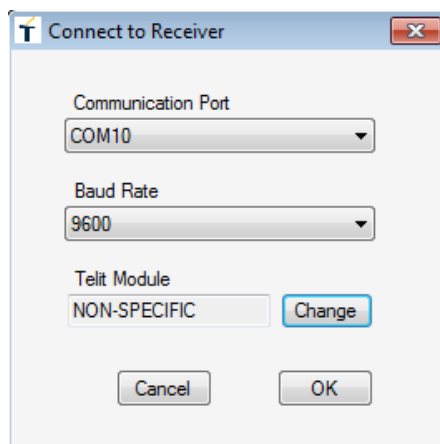 Connect to Receiver
Communication Port
COM10
Baud Rate
9600
Telit Module
NON-SPECIFIC Change
Cancel OK